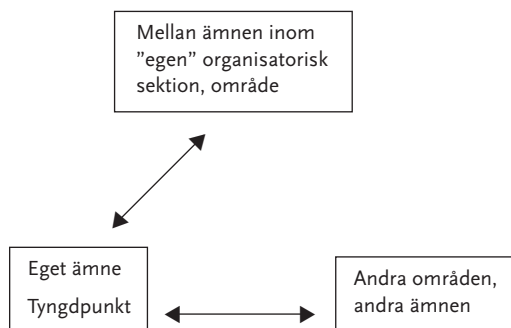 Mellan ämnen inom
”egen” organisatorisk
sektion, område
Eget ämne
Tyngdpunkt
Andra områden,
andra ämnen